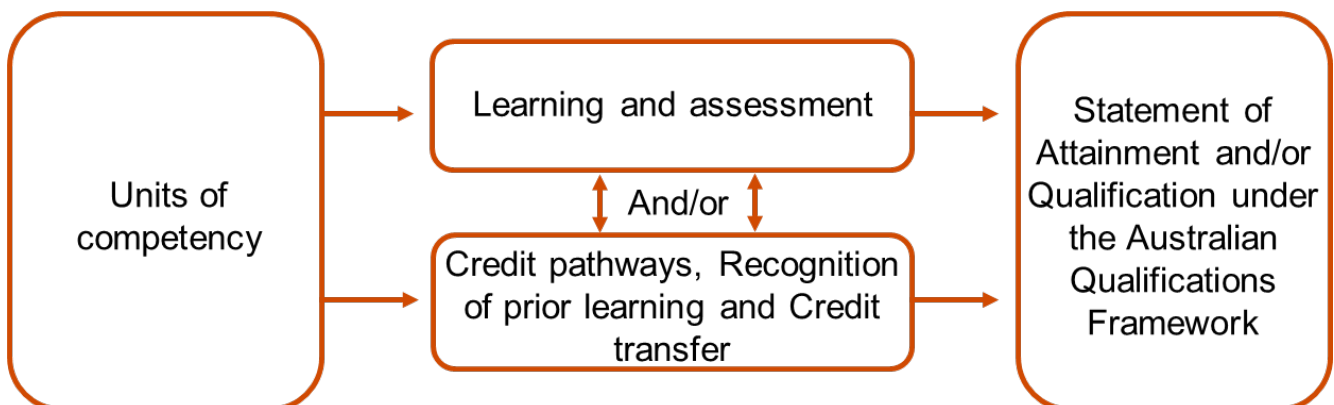 Units of
competency
Learning and assessment
And/or
Credit pathways, Recognition
of prior learning and Credit
transfer
Statement of
Attainment and/or
Qualification under
the Australian
Qualifications
Framework